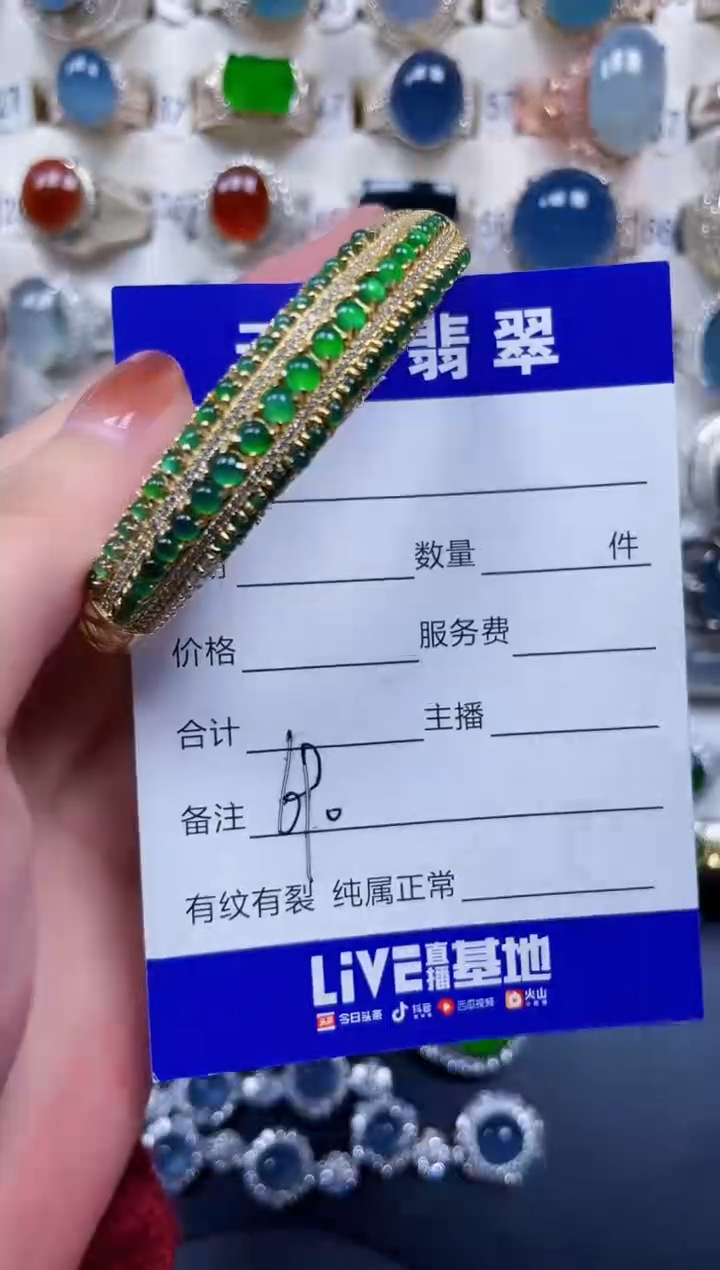 翡翠
数量 件
价格 服务费
合计 主播
备注
有纹有裂 纯属正常
LiVE直播基地
今日头条 抖音 西瓜视频 火山